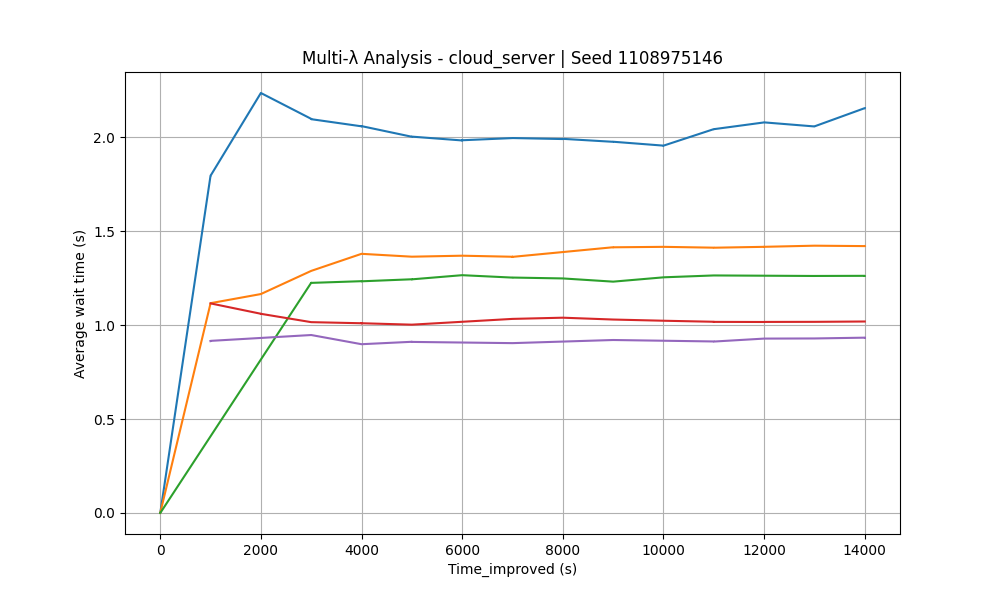 Multi-λ Analysis - cloud_server | Seed 1108975146
Average wait time (s)
2.0
1.5
1.0
0.5
0.0
0 2000 4000 6000 8000 10000 12000 14000
Time_improved (s)